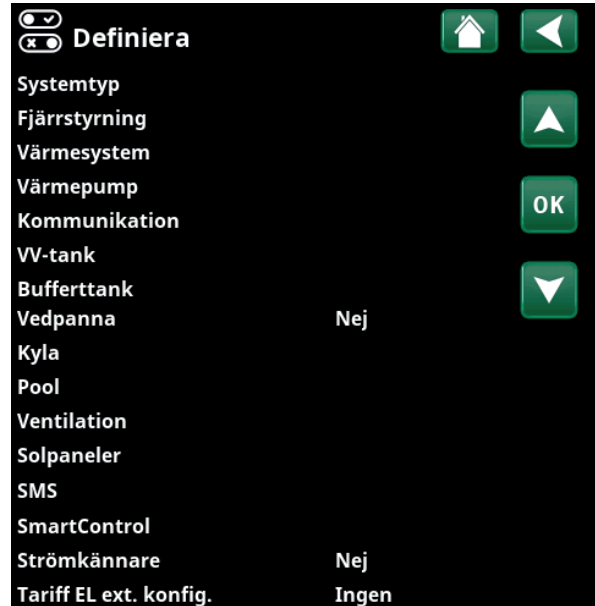 Definiera
Systemtyp
Fjärrstyrning
Värmesystem
Värmepump
OK
Kommunikation
VV-tank
Bufferttank
Vedpanna Nej
Kyla
Pool
Ventilation
Solpaneler
SMS
SmartControl
Strömkännare Nej
Tariff EL ext. konfig. Ingen